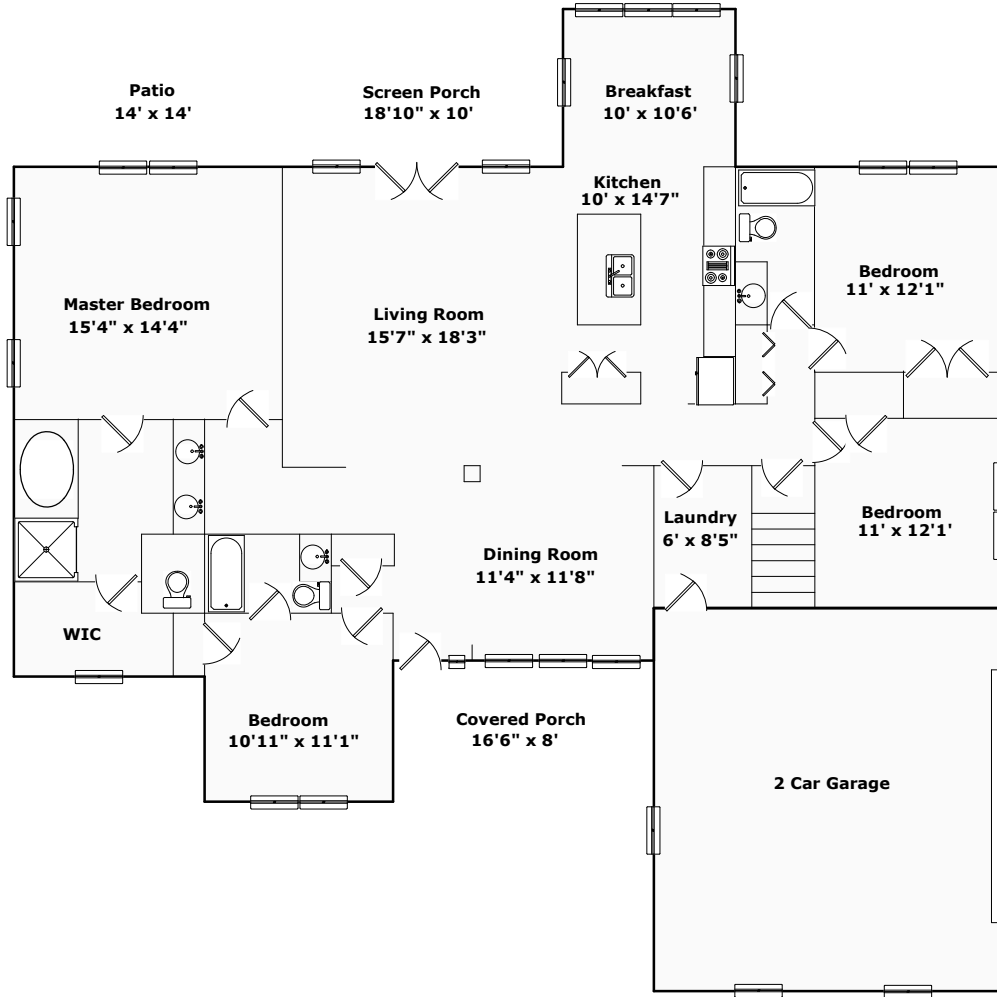 Patio
14' x 14'
Screen Porch
18'10" x 10'
Breakfast
10' x 10'6'
Kitchen
10' x 14'7"
Master Bedroom
15'4" x 14'4"
Living Room
15'7" x 18'3"
Bedroom
11' x 12'1"
Laundry
6' x 8'5"
Bedroom
11' x 12'1'
Dining Room
11'4" x 11'8"
WIC
Bedroom
10'11" x 11'1"
Covered Porch
16'6" x 8'
2 Car Garage